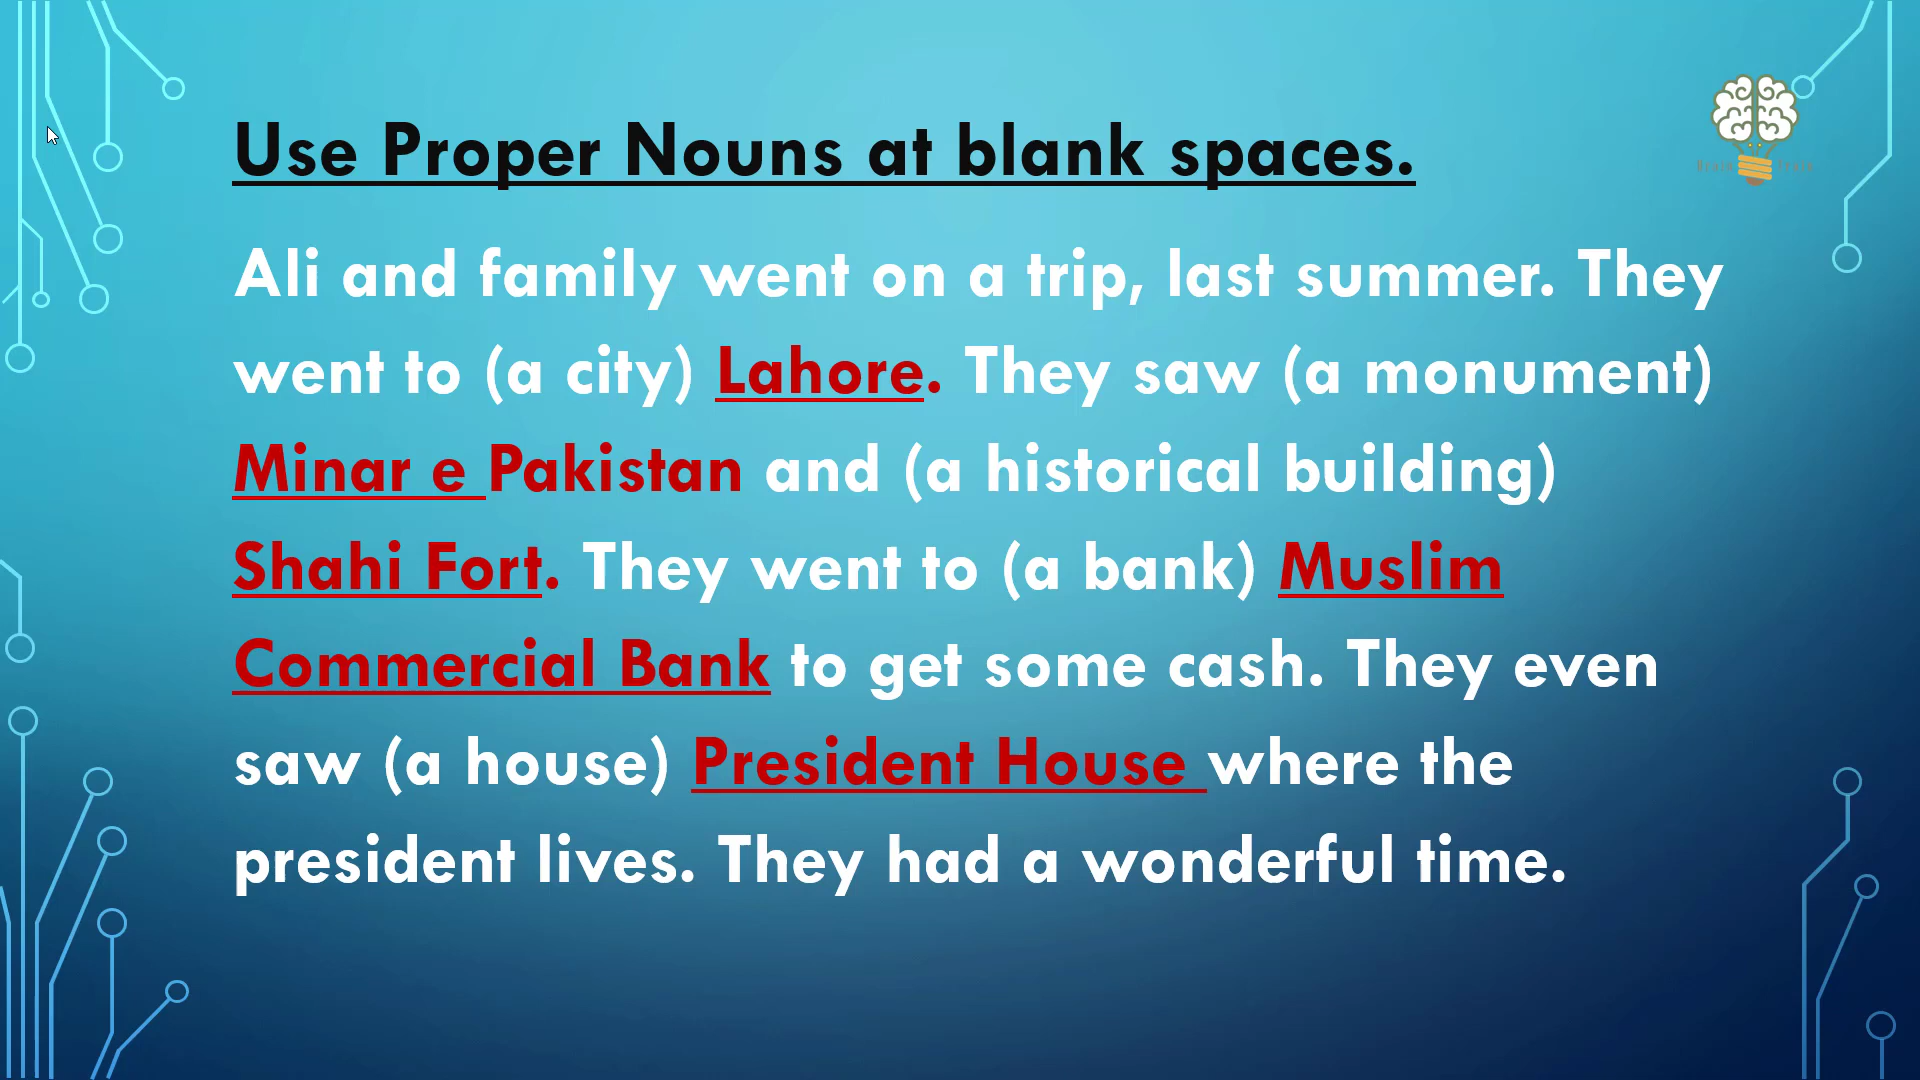 Use Proper Nouns at blank spaces.
Ali and family went on a trip, last summer. They
went to (a city) Lahore. They saw (a monument)
Minar e Pakistan and (a historical building)
Shahi Fort. They went to (a bank) Muslim
Commercial Bank to get some cash. They even
saw (a house) President House where the
president lives. They had a wonderful time.